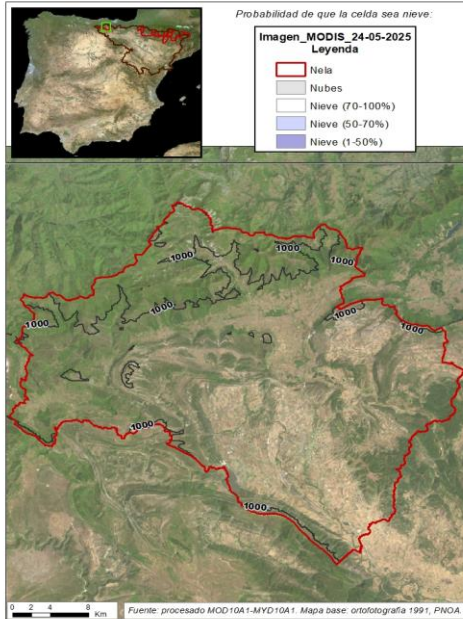 Probabilidad de que la celda sea nieve:
Imagen_MODIS_24-05-2025
Leyenda
Nela
Nubes
Nieve (70-100%)
Nieve (50-70%)
Nieve (1-50%)
1000
1000
1000
1000
1000
1000
1000
1000
1000
1000
0 2 4 8
Km
Fuente: procesado MOD10A1-MYD10A1. Mapa base: ortofotografía 1991, PNOA.